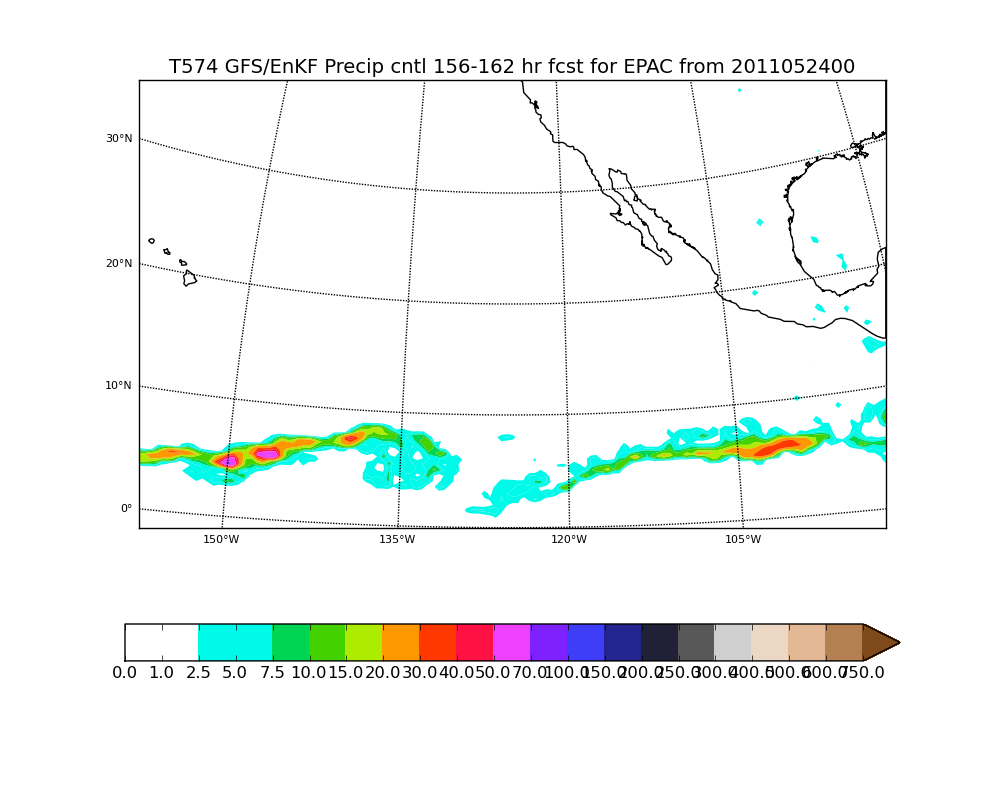 T574 GFS/EnKF Precip cntl 156-162 hr fcst for EPAC from 2011052400
30°N
20°N
10°N
0°
150°W 135°W 120°W 105°W
0.0 1.0 2.5 5.0 7.5 10.0 15.0 20.0 30.0 40.0 50.0 70.0 100.0 150.0 200.0 250.0 300.0 400.0 500.0 600.0 750.0